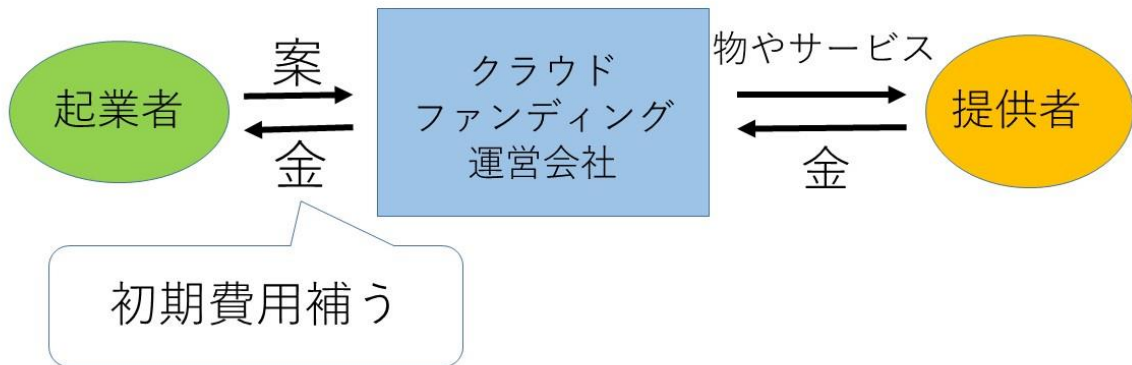 起業者
案
金
クラウド
ファンディング
運営会社
物やサービス
金
提供者
初期費用補う